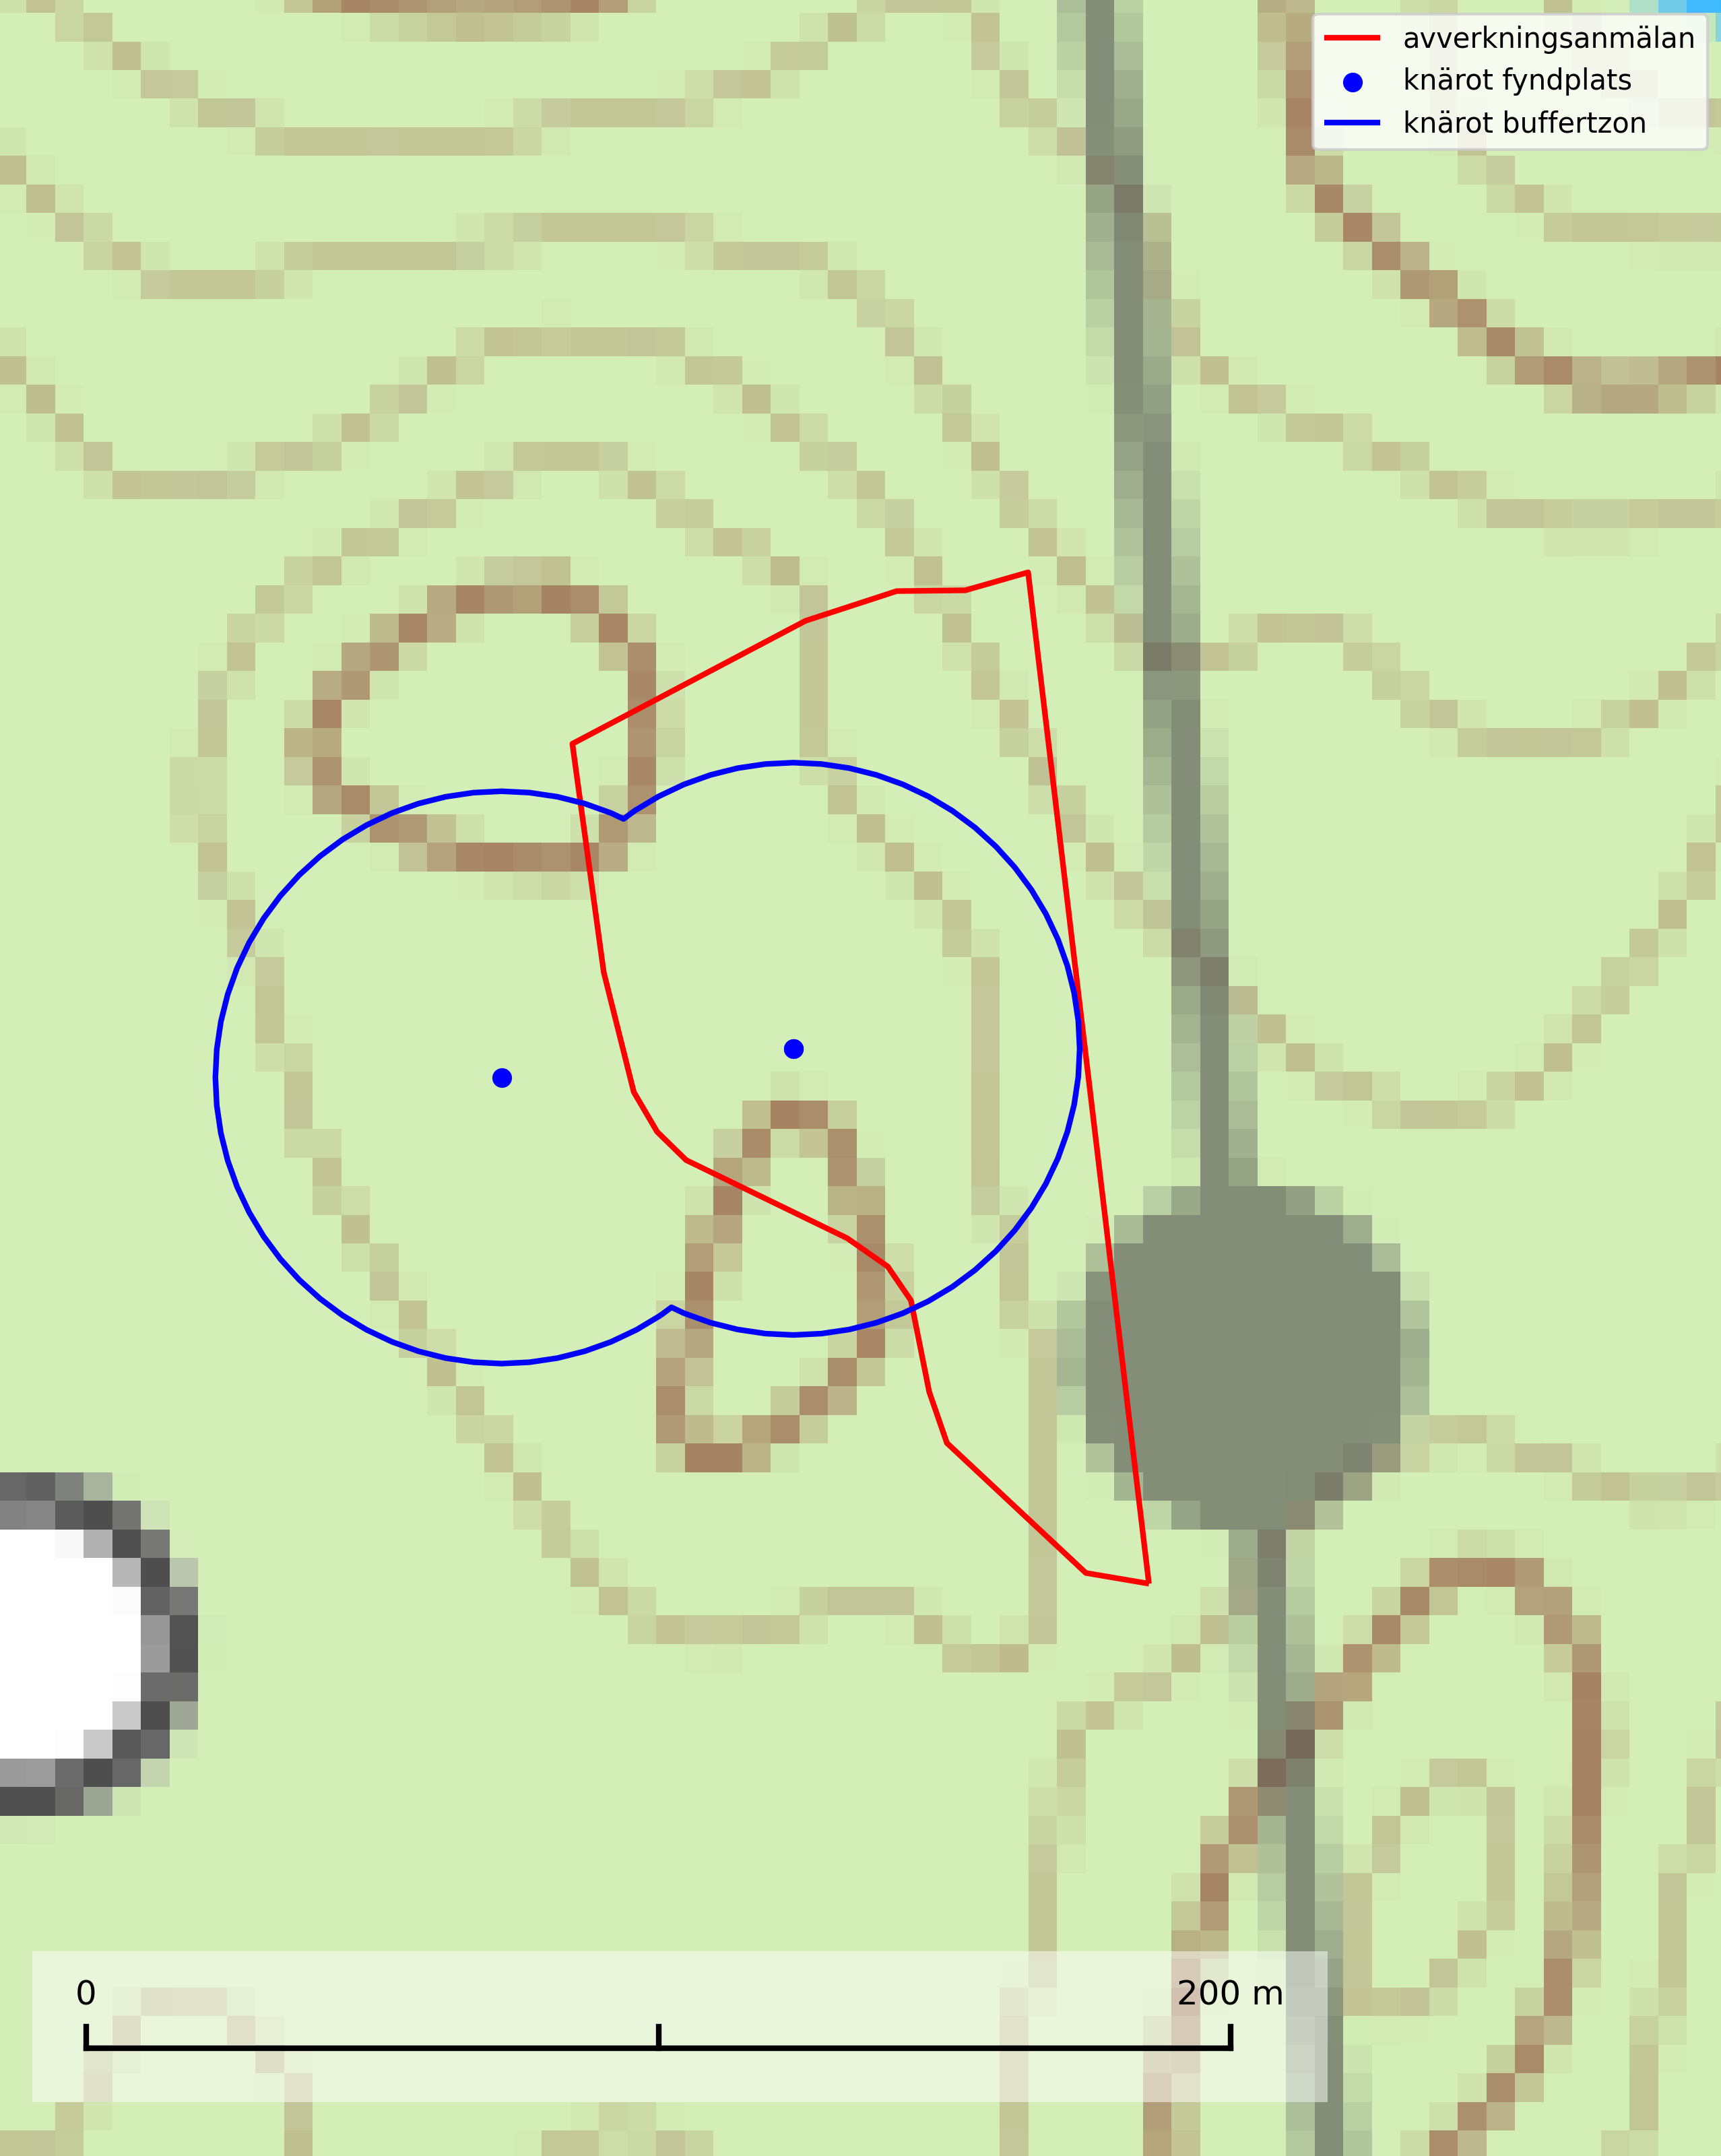 avverkningsanmälan
knärot fyndplats
knärot buffertzon
0 200 m